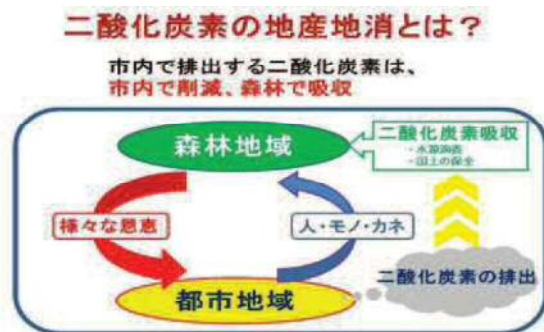 二酸化炭素の地産地消とは？
市内で排出する二酸化炭素は、
市内で削減、森林で吸収
森林地域
二酸化炭素吸収
・水源涵養
・国土の保全
様々な恩恵
人・モノ・カネ
都市地域
二酸化炭素の排出